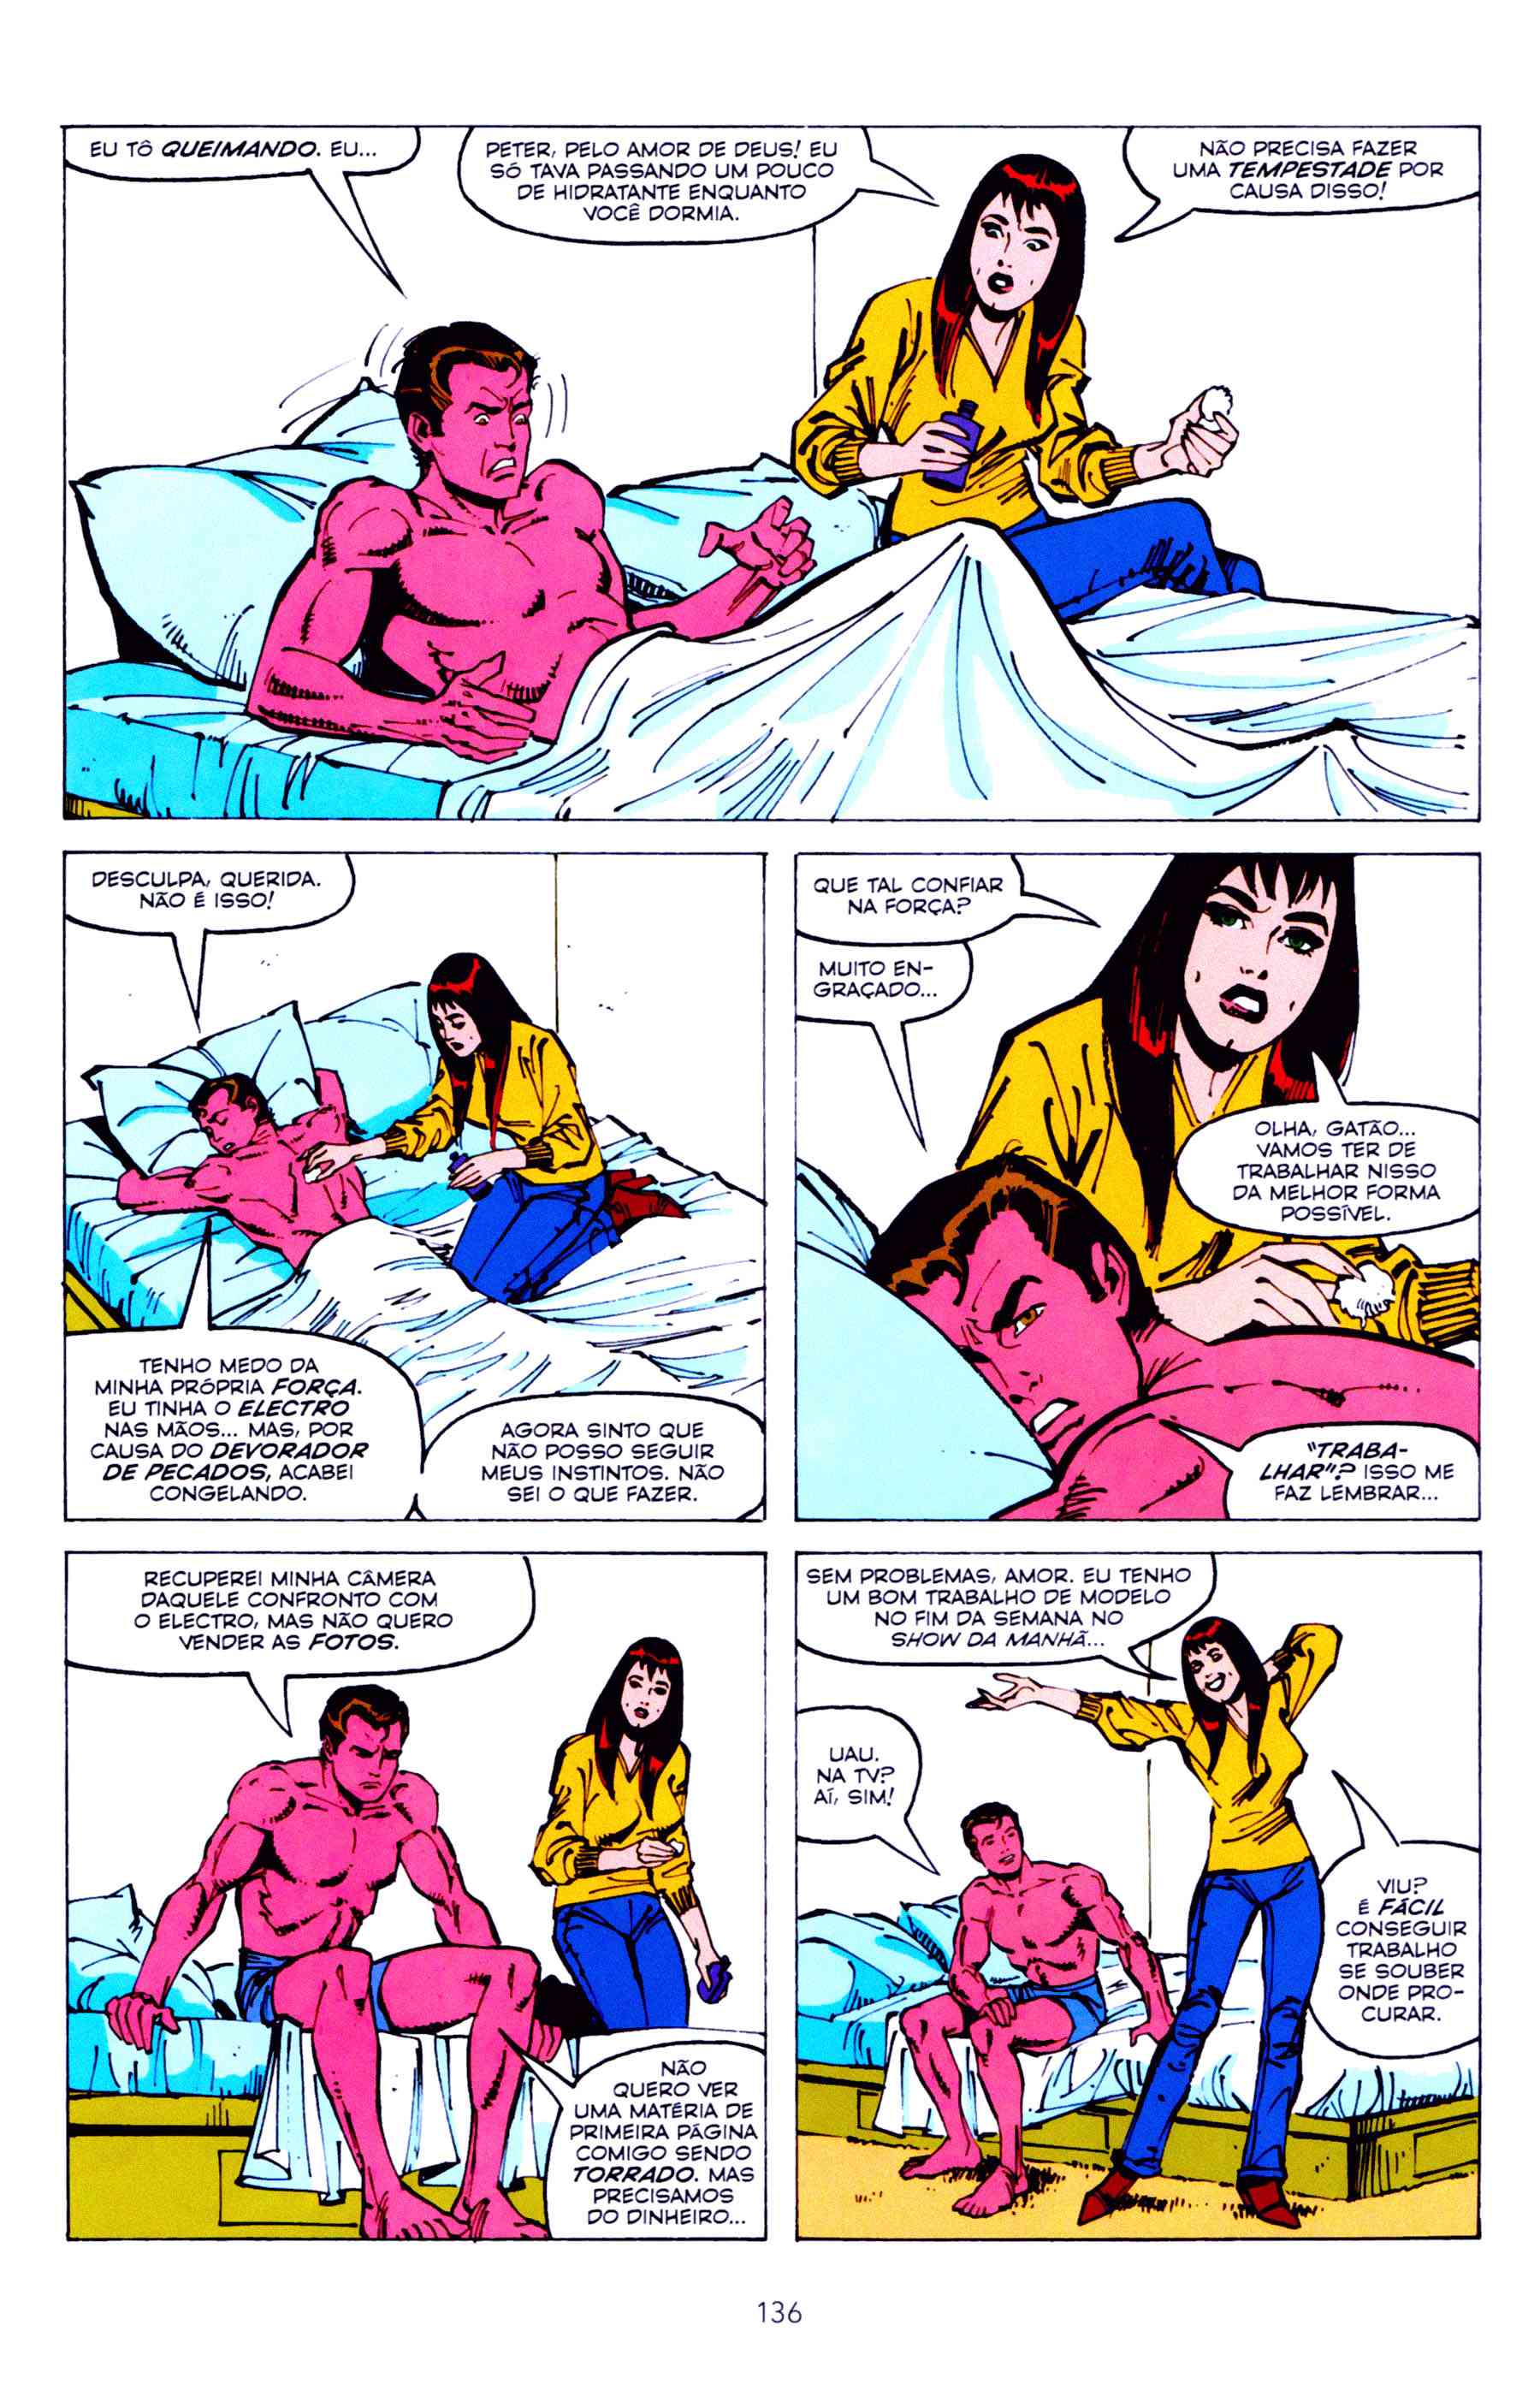 EU TÔ QUEIMANDO. EU...
PETER, PELO AMOR DE DEUS! EU
SÓ TAVA PASSANDO UM POUCO
DE HIDRATANTE ENQUANTO
VOCÊ DORMIA.
NÃO PRECISA FAZER
UMA TEMPESTADE POR
CAUSA DISSO!
DESCULPA, QUERIDA.
NÃO É ISSO!
TENHO MEDO DA
MINHA PRÓPRIA FORÇA.
EU TINHA O ELECTRO
NAS MÃOS... MAS, POR
CAUSA DO DEVORADOR
DE PECADOS, ACABEI
CONGELANDO.
AGORA SINTO QUE
NÃO POSSO SEGUIR
MEUS INSTINTOS. NÃO
SEI O QUE FAZER.
QUE TAL CONFIAR
NA FORÇA?
MUITO EN-
GRAÇADO...
OLHA, GATÃO...
VAMOS TER DE
TRABALHAR NISSO
DA MELHOR FORMA
POSSÍVEL.
"TRABA-
LHAR"? ISSO ME
FAZ LEMBRAR...
RECUPEREI MINHA CÂMERA
DAQUELE CONFRONTO COM
O ELECTRO, MAS NÃO QUERO
VENDER AS FOTOS.
NÃO
QUERO VER
UMA MATÉRIA DE
PRIMEIRA PÁGINA
COMIGO SENDO
TORRADO. MAS
PRECISAMOS
DO DINHEIRO...
SEM PROBLEMAS, AMOR. EU TENHO
UM BOM TRABALHO DE MODELO
NO FIM DA SEMANA NO
SHOW DA MANHÃ...
UAU.
NA TV?
AÍ, SIM!
VIU?
É FÁCIL
CONSEGUIR
TRABALHO
SE SOUBER
ONDE PRO-
CURAR.
136